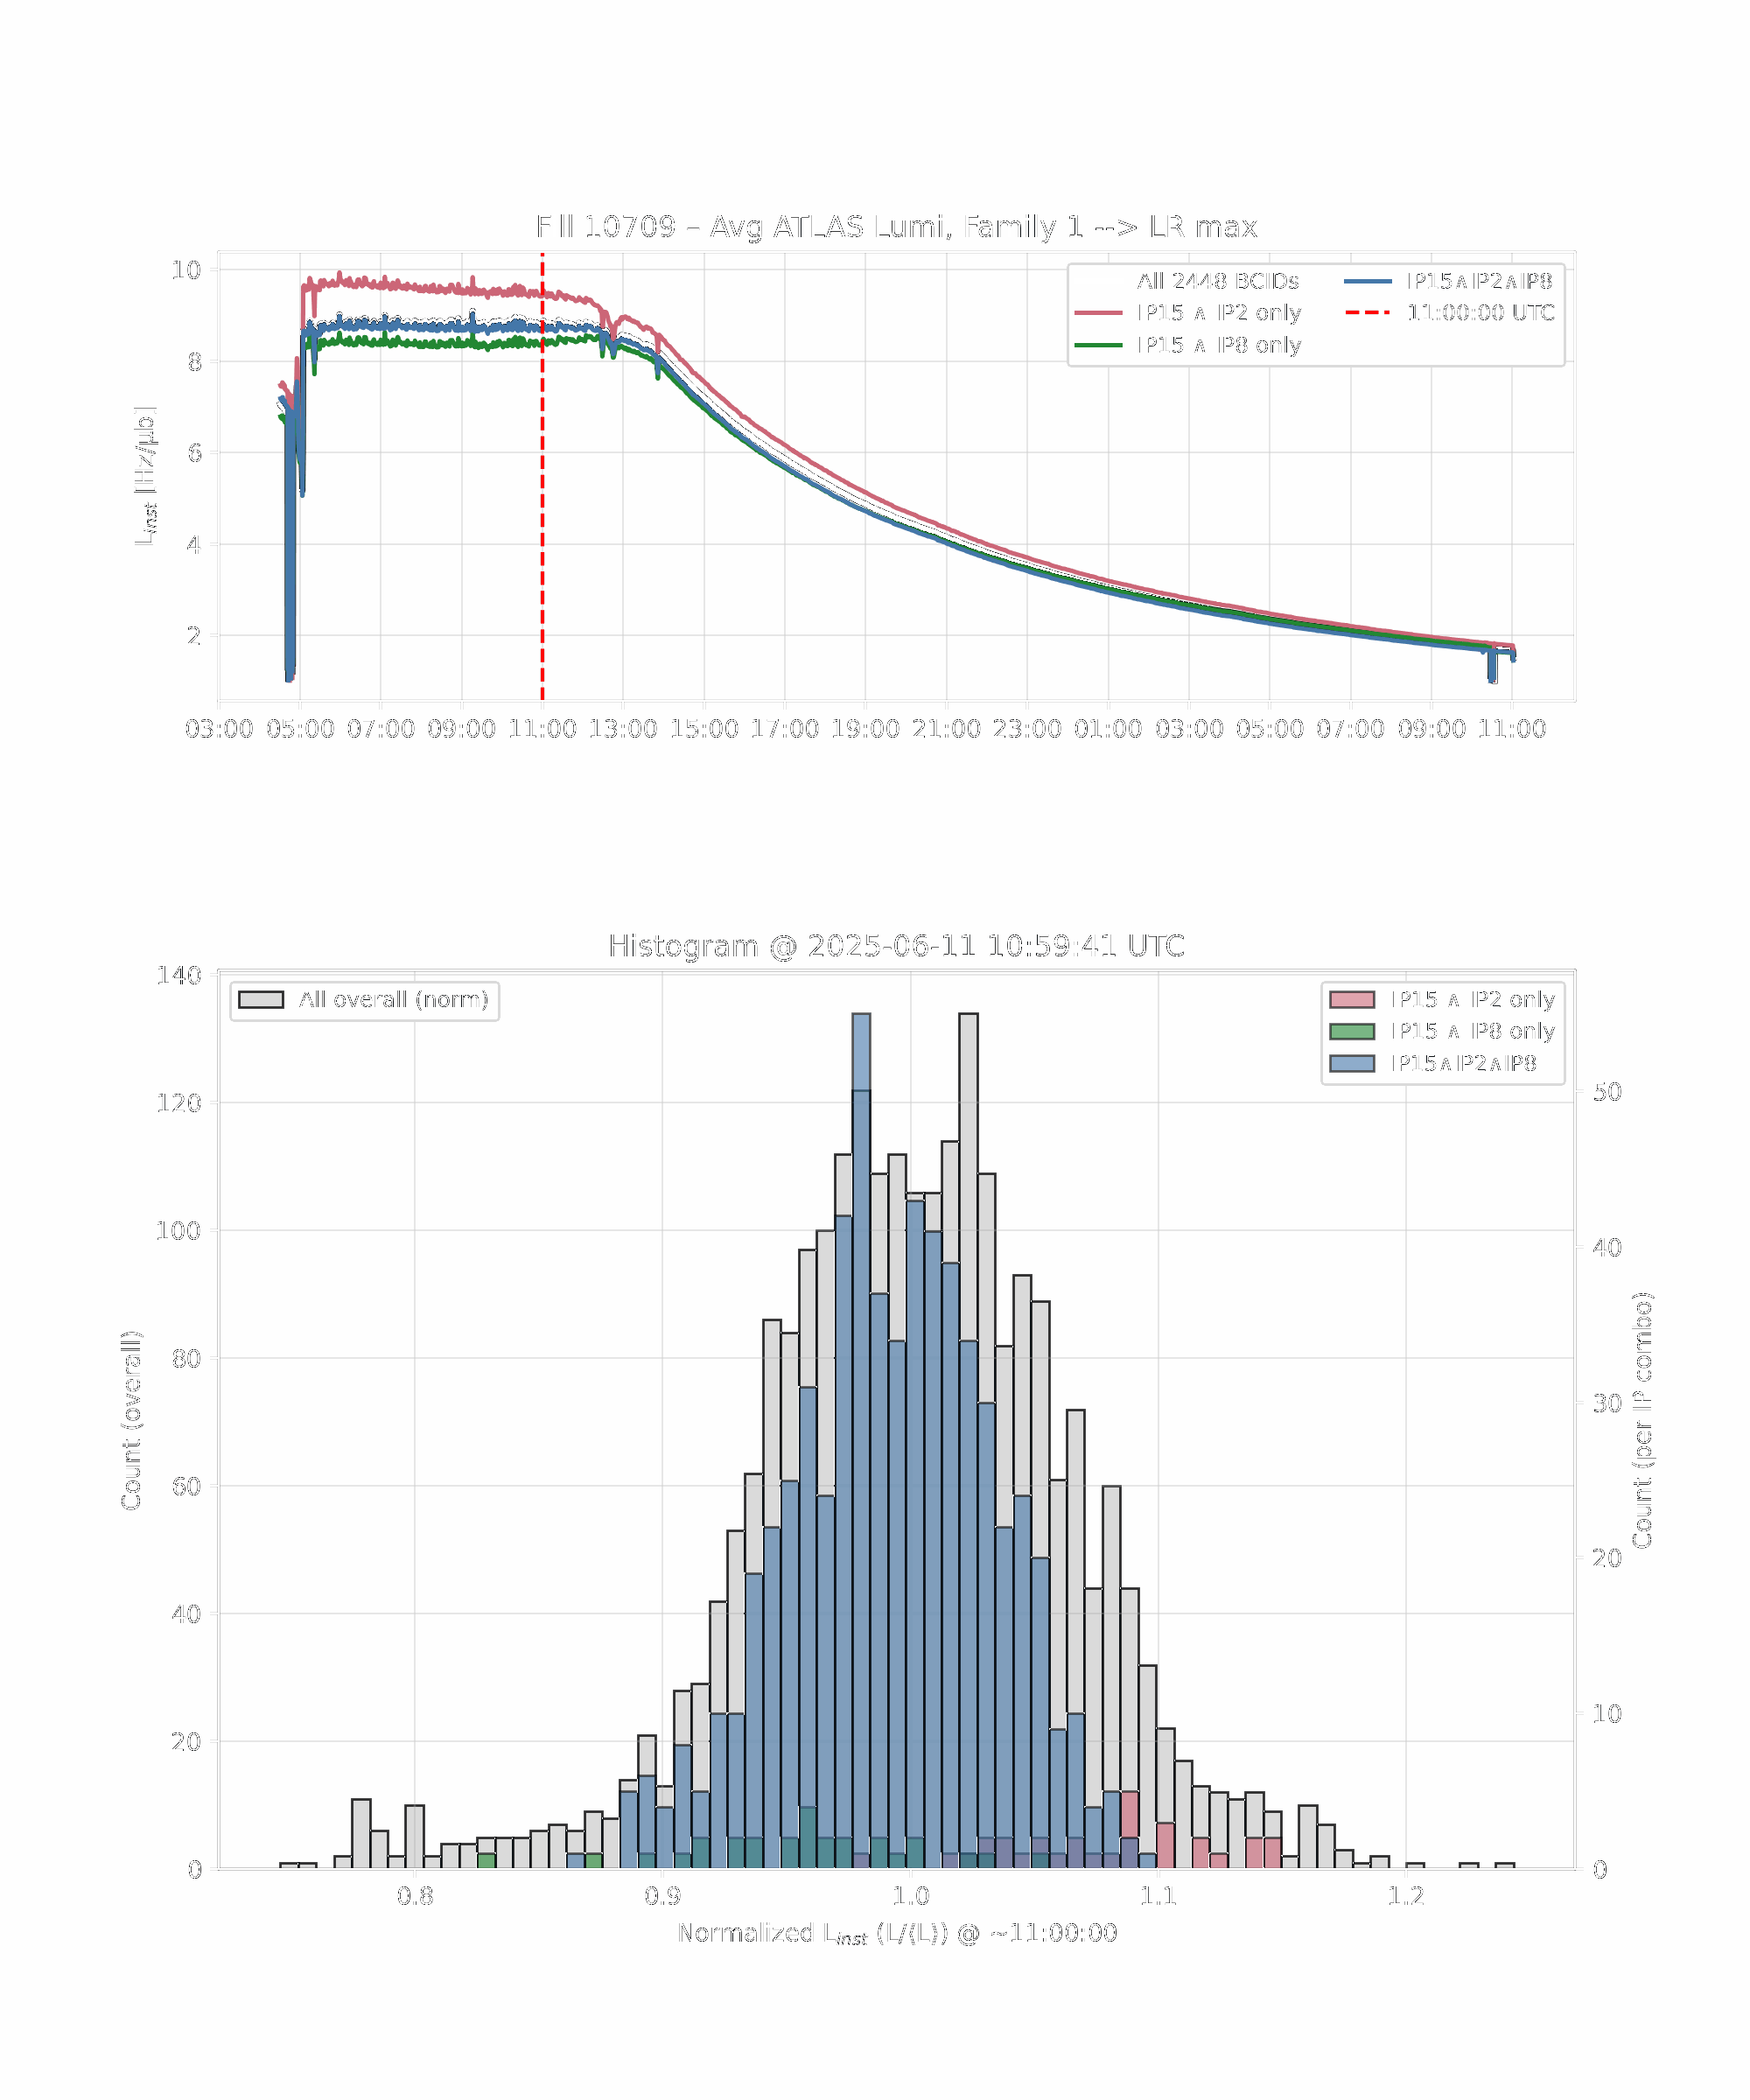 Fill 10709 – Avg ATLAS Lumi, Family 1 --> LR max
10
8
6
4
2
L_inst [Hz/μb]
All 2448 BCIDs
IP15 ∧ IP2 only
IP15 ∧ IP8 only
IP15∧IP2∧IP8
11:00:00 UTC
03:00 05:00 07:00 09:00 11:00 13:00 15:00 17:00 19:00 21:00 23:00 01:00 03:00 05:00 07:00 09:00 11:00
Histogram @ 2025-06-11 10:59:41 UTC
140
120
100
80
60
40
20
0
Count (overall)
All overall (norm)
IP15 ∧ IP2 only
IP15 ∧ IP8 only
IP15∧IP2∧IP8
50
40
30
20
10
0
Count (per IP combo)
0.8 0.9 1.0 1.1 1.2
Normalized L_inst (L/⟨L⟩) @ ~11:00:00